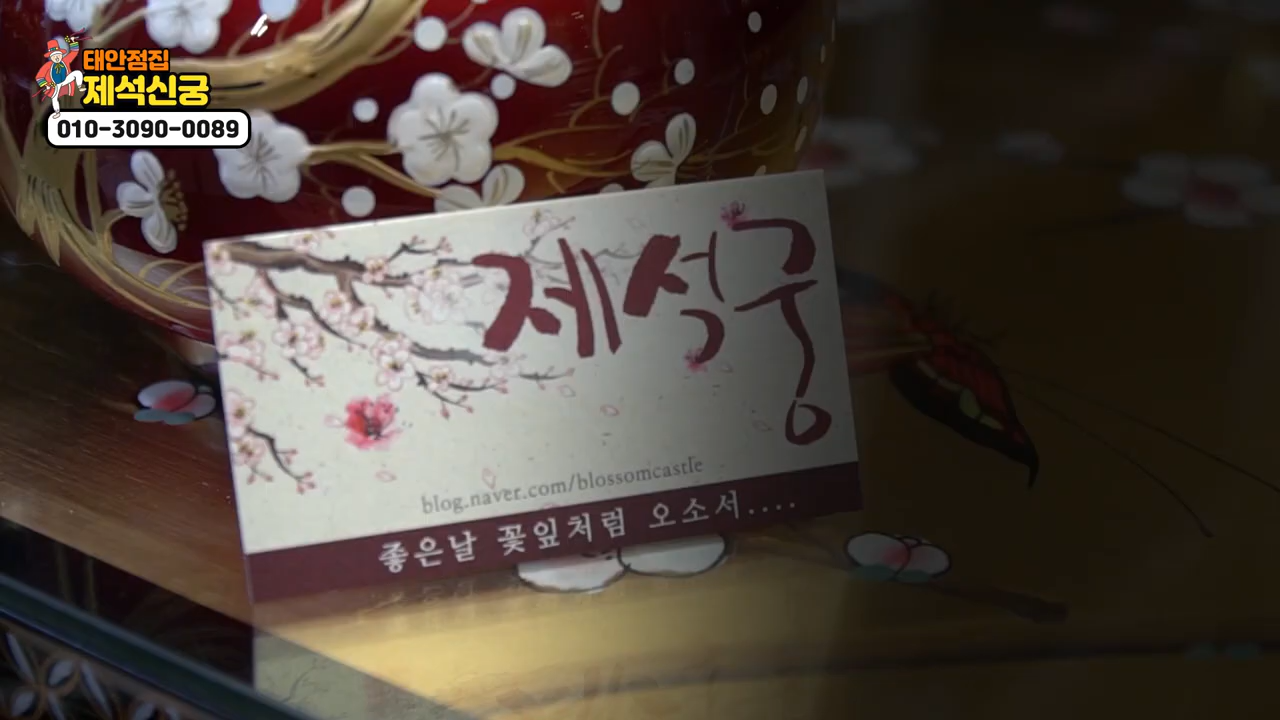 태안점집
제석신궁
010-3090-0089
제석궁
blog.naver.com/blossomcastle
좋은날 꽃잎처럼 오소서....